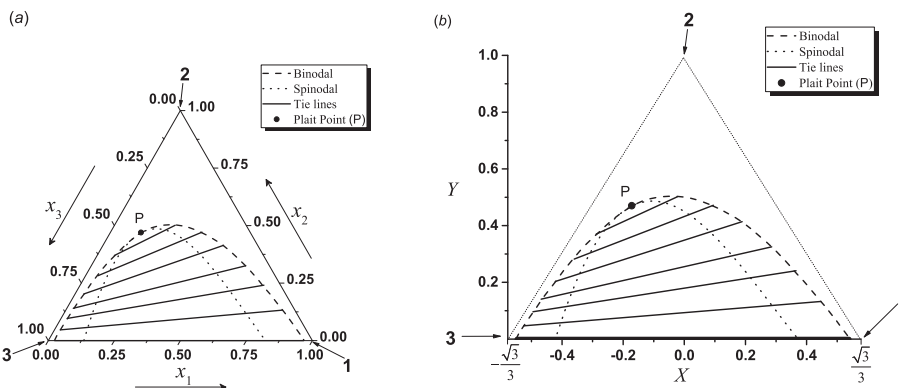 (a)
Binodal
Spinodal
Tie lines
Plait Point (P)
2
0.00 1.00
0.25 0.75
x3
P
0.50 0.50
x2
0.75 0.25
1.00 0.00
3
0.00 0.25 0.50 0.75 1.00
1
x1
(b)
2
Binodal
Spinodal
Tie lines
Plait Point (P)
1.0
0.8
0.6
Y
P
0.4
0.2
3
-√3/3 -0.4 -0.2 0.0 0.2 0.4 √3/3
X